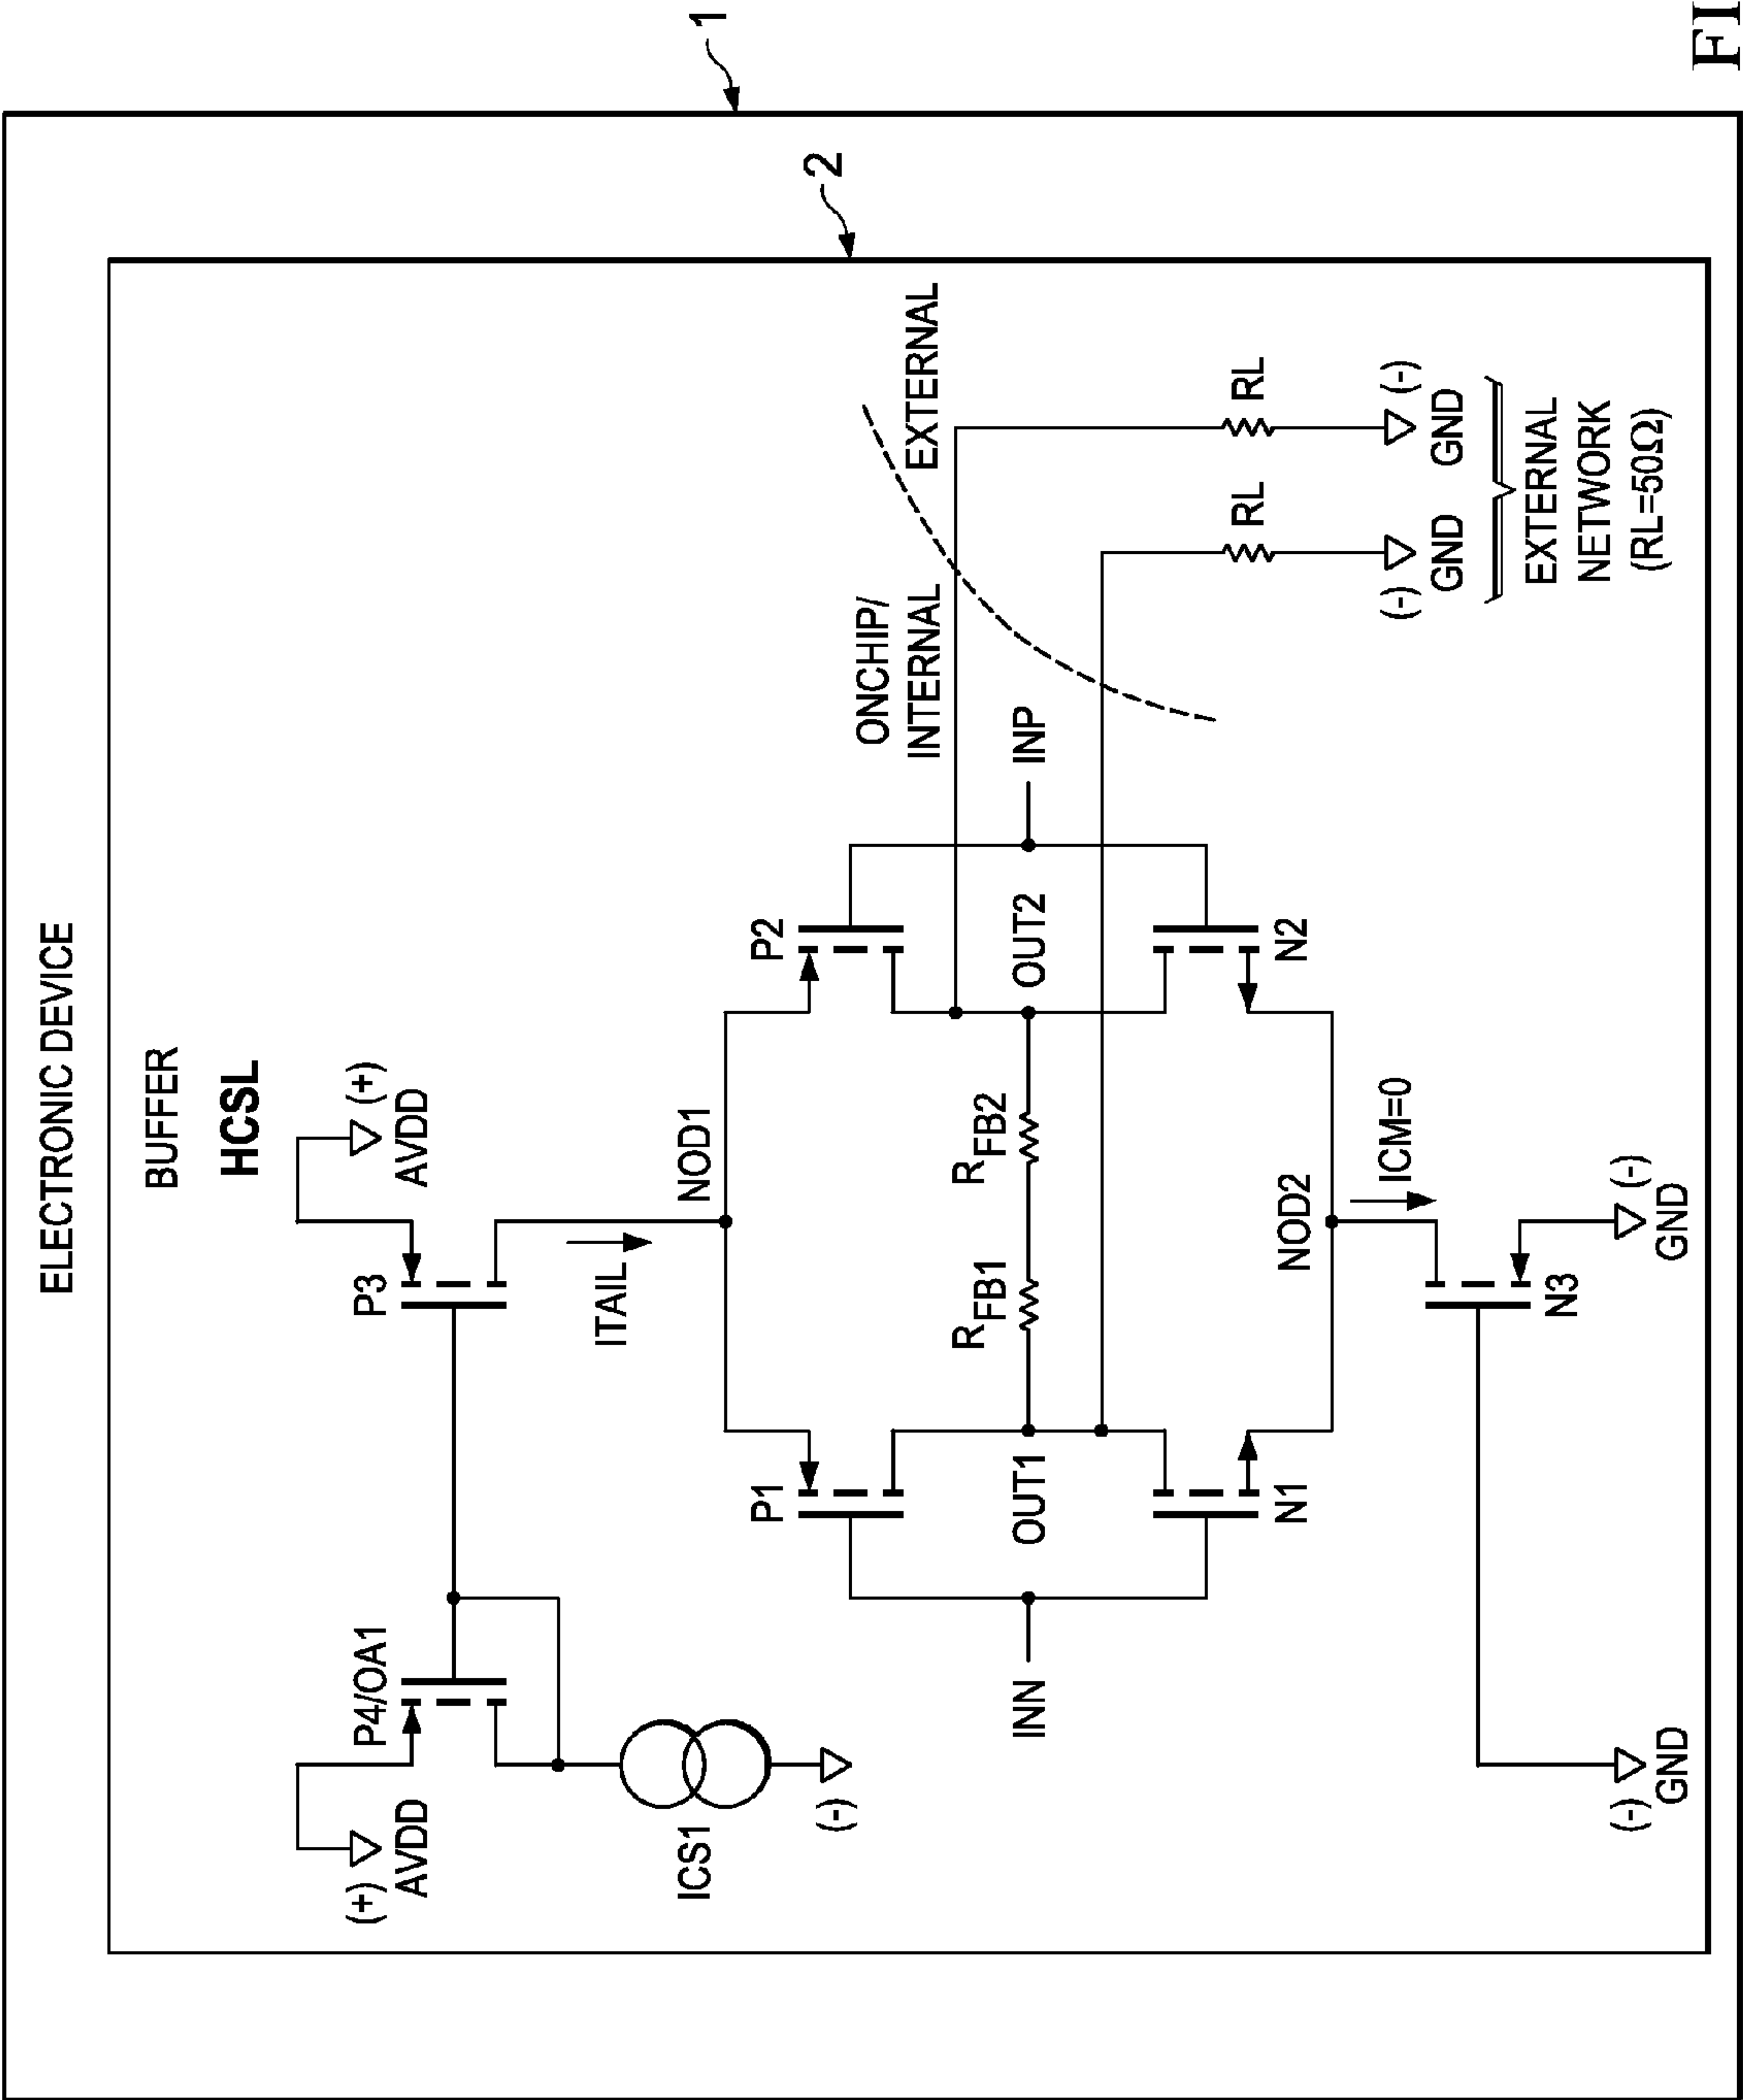 ELECTRONIC DEVICE
1
BUFFER
2
HCSL
(+)
AVDD
P4/OA1
P3
(+)
AVDD
ICS1
(-)
ITAIL
NOD1
P1
P2
ONCHIP/
INTERNAL
EXTERNAL
INN
OUT1
RFB1
RFB2
OUT2
INP
N1
N2
NOD2
ICM=0
RL
RL
(-)
GND
(-)
GND
N3
(-)
GND
(-)
GND
EXTERNAL
NETWORK
(RL=50Ω)
FI